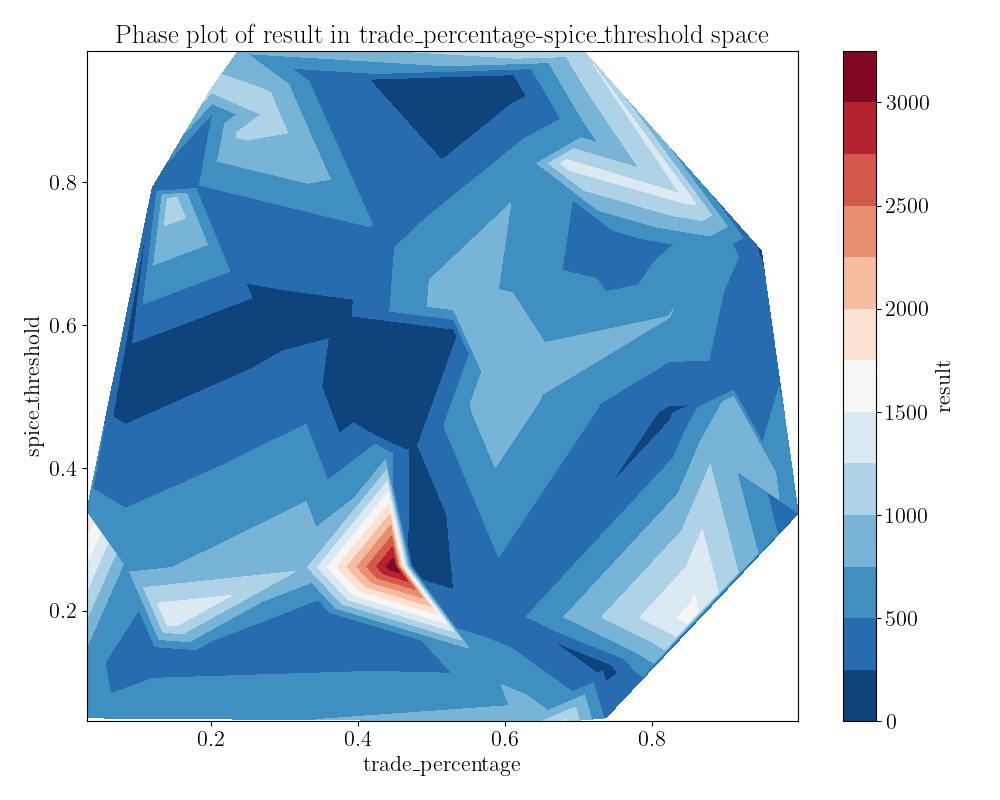 Phase plot of result in trade_percentage-spice_threshold space
spice_threshold
0.8
0.6
0.4
0.2
0.2 0.4 0.6 0.8
trade_percentage
3000
2500
2000
1500
1000
500
0
result